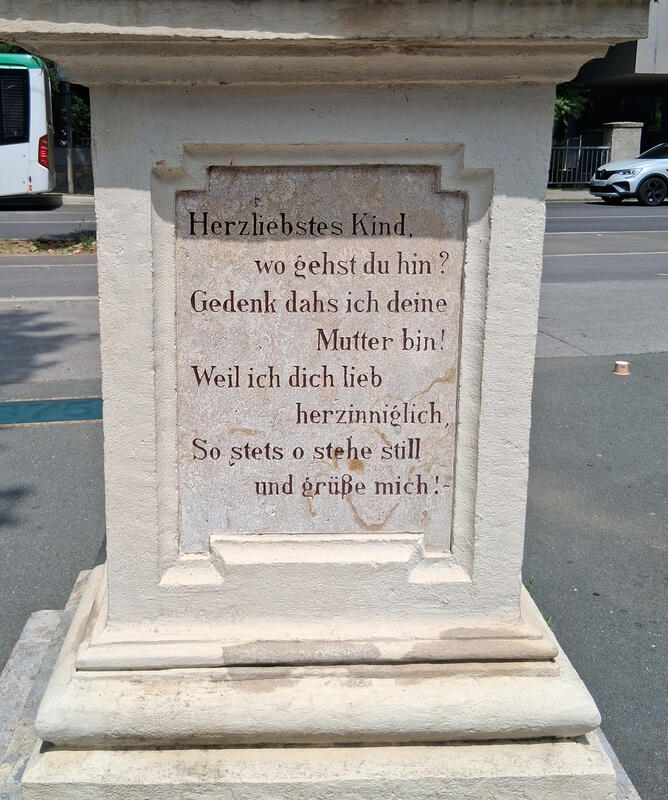 Herzliebstes Kind,
wo gehst du hin?
Gedenk dahs ich deine
Mutter bin!
Weil ich dich lieb
herzinniglich,
So stets o stehe still
und grüße mich!-